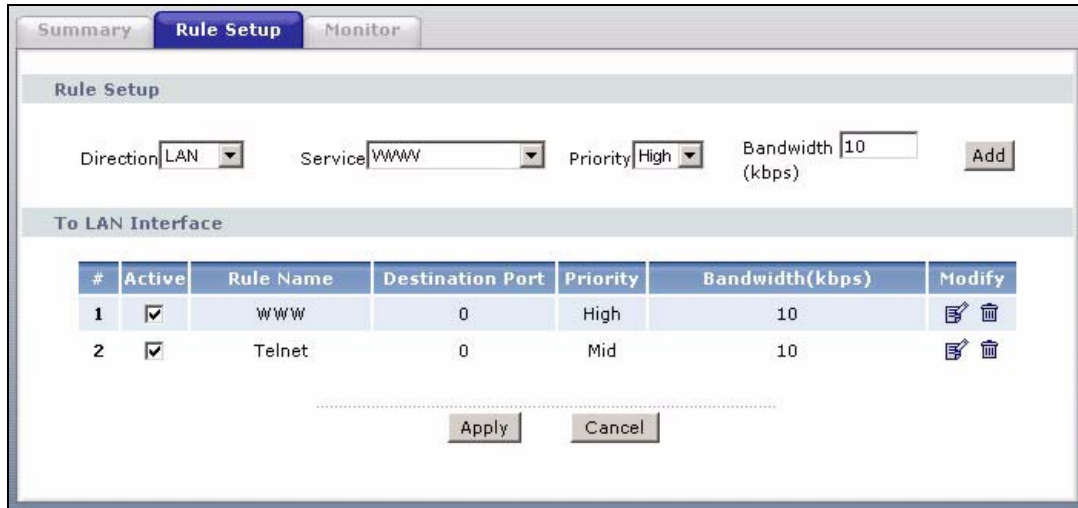 Summary Rule Setup Monitor
Rule Setup
Direction LAN Service WWW Priority High Bandwidth (kbps) 10 Add
To LAN Interface
# Active Rule Name Destination Port Priority Bandwidth(kbps) Modify
1 WWW 0 High 10
2 Telnet 0 Mid 10
Apply Cancel